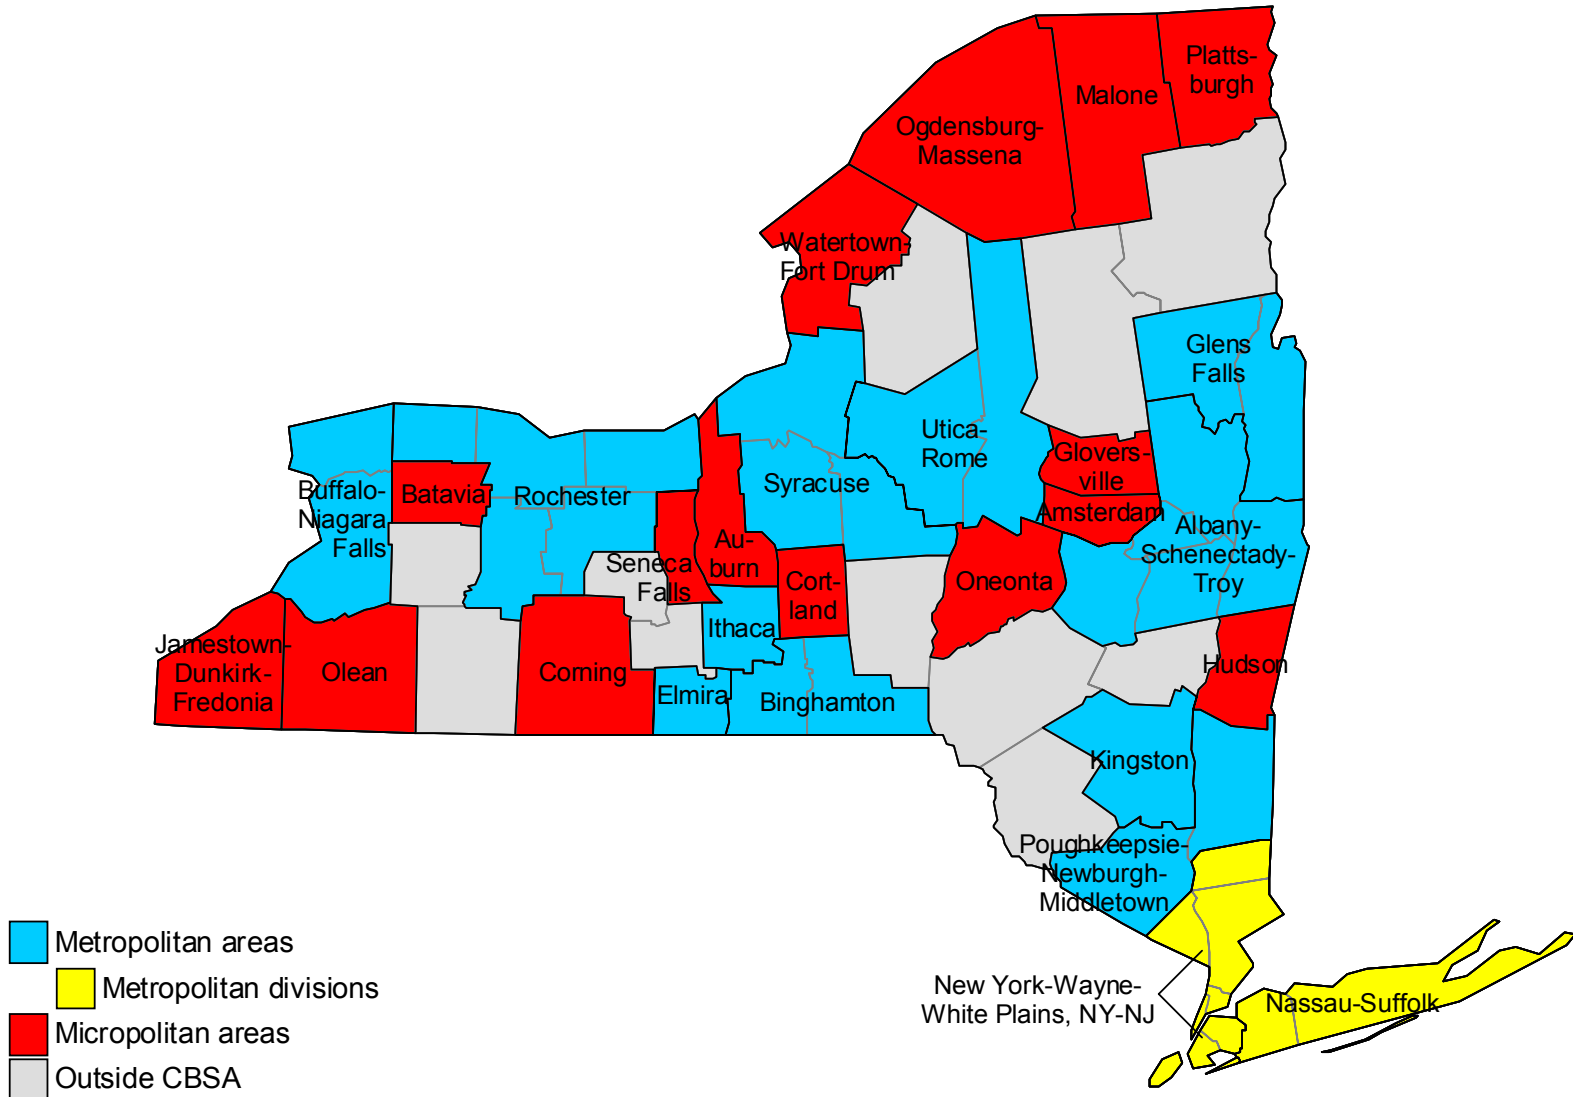 Platts-
burgh
Malone
Ogdensburg-
Massena
Watertown-
Fort Drum
Glens
Falls
Utica-
Rome
Glovers-
ville
Amsterdam
Syracuse
Rochester
Batavia
Buffalo-
Niagara
Falls
Albany-
Schenectady-
Troy
Au-
burn
Seneca
Falls
Cort-
land
Oneonta
Ithaca
Jamestown-
Dunkirk-
Fredonia
Olean
Corning
Elmira
Binghamton
Hudson
Kingston
Poughkeepsie-
Newburgh-
Middletown
New York-Wayne-
White Plains, NY-NJ
Nassau-Suffolk
Metropolitan areas
Metropolitan divisions
Micropolitan areas
Outside CBSA